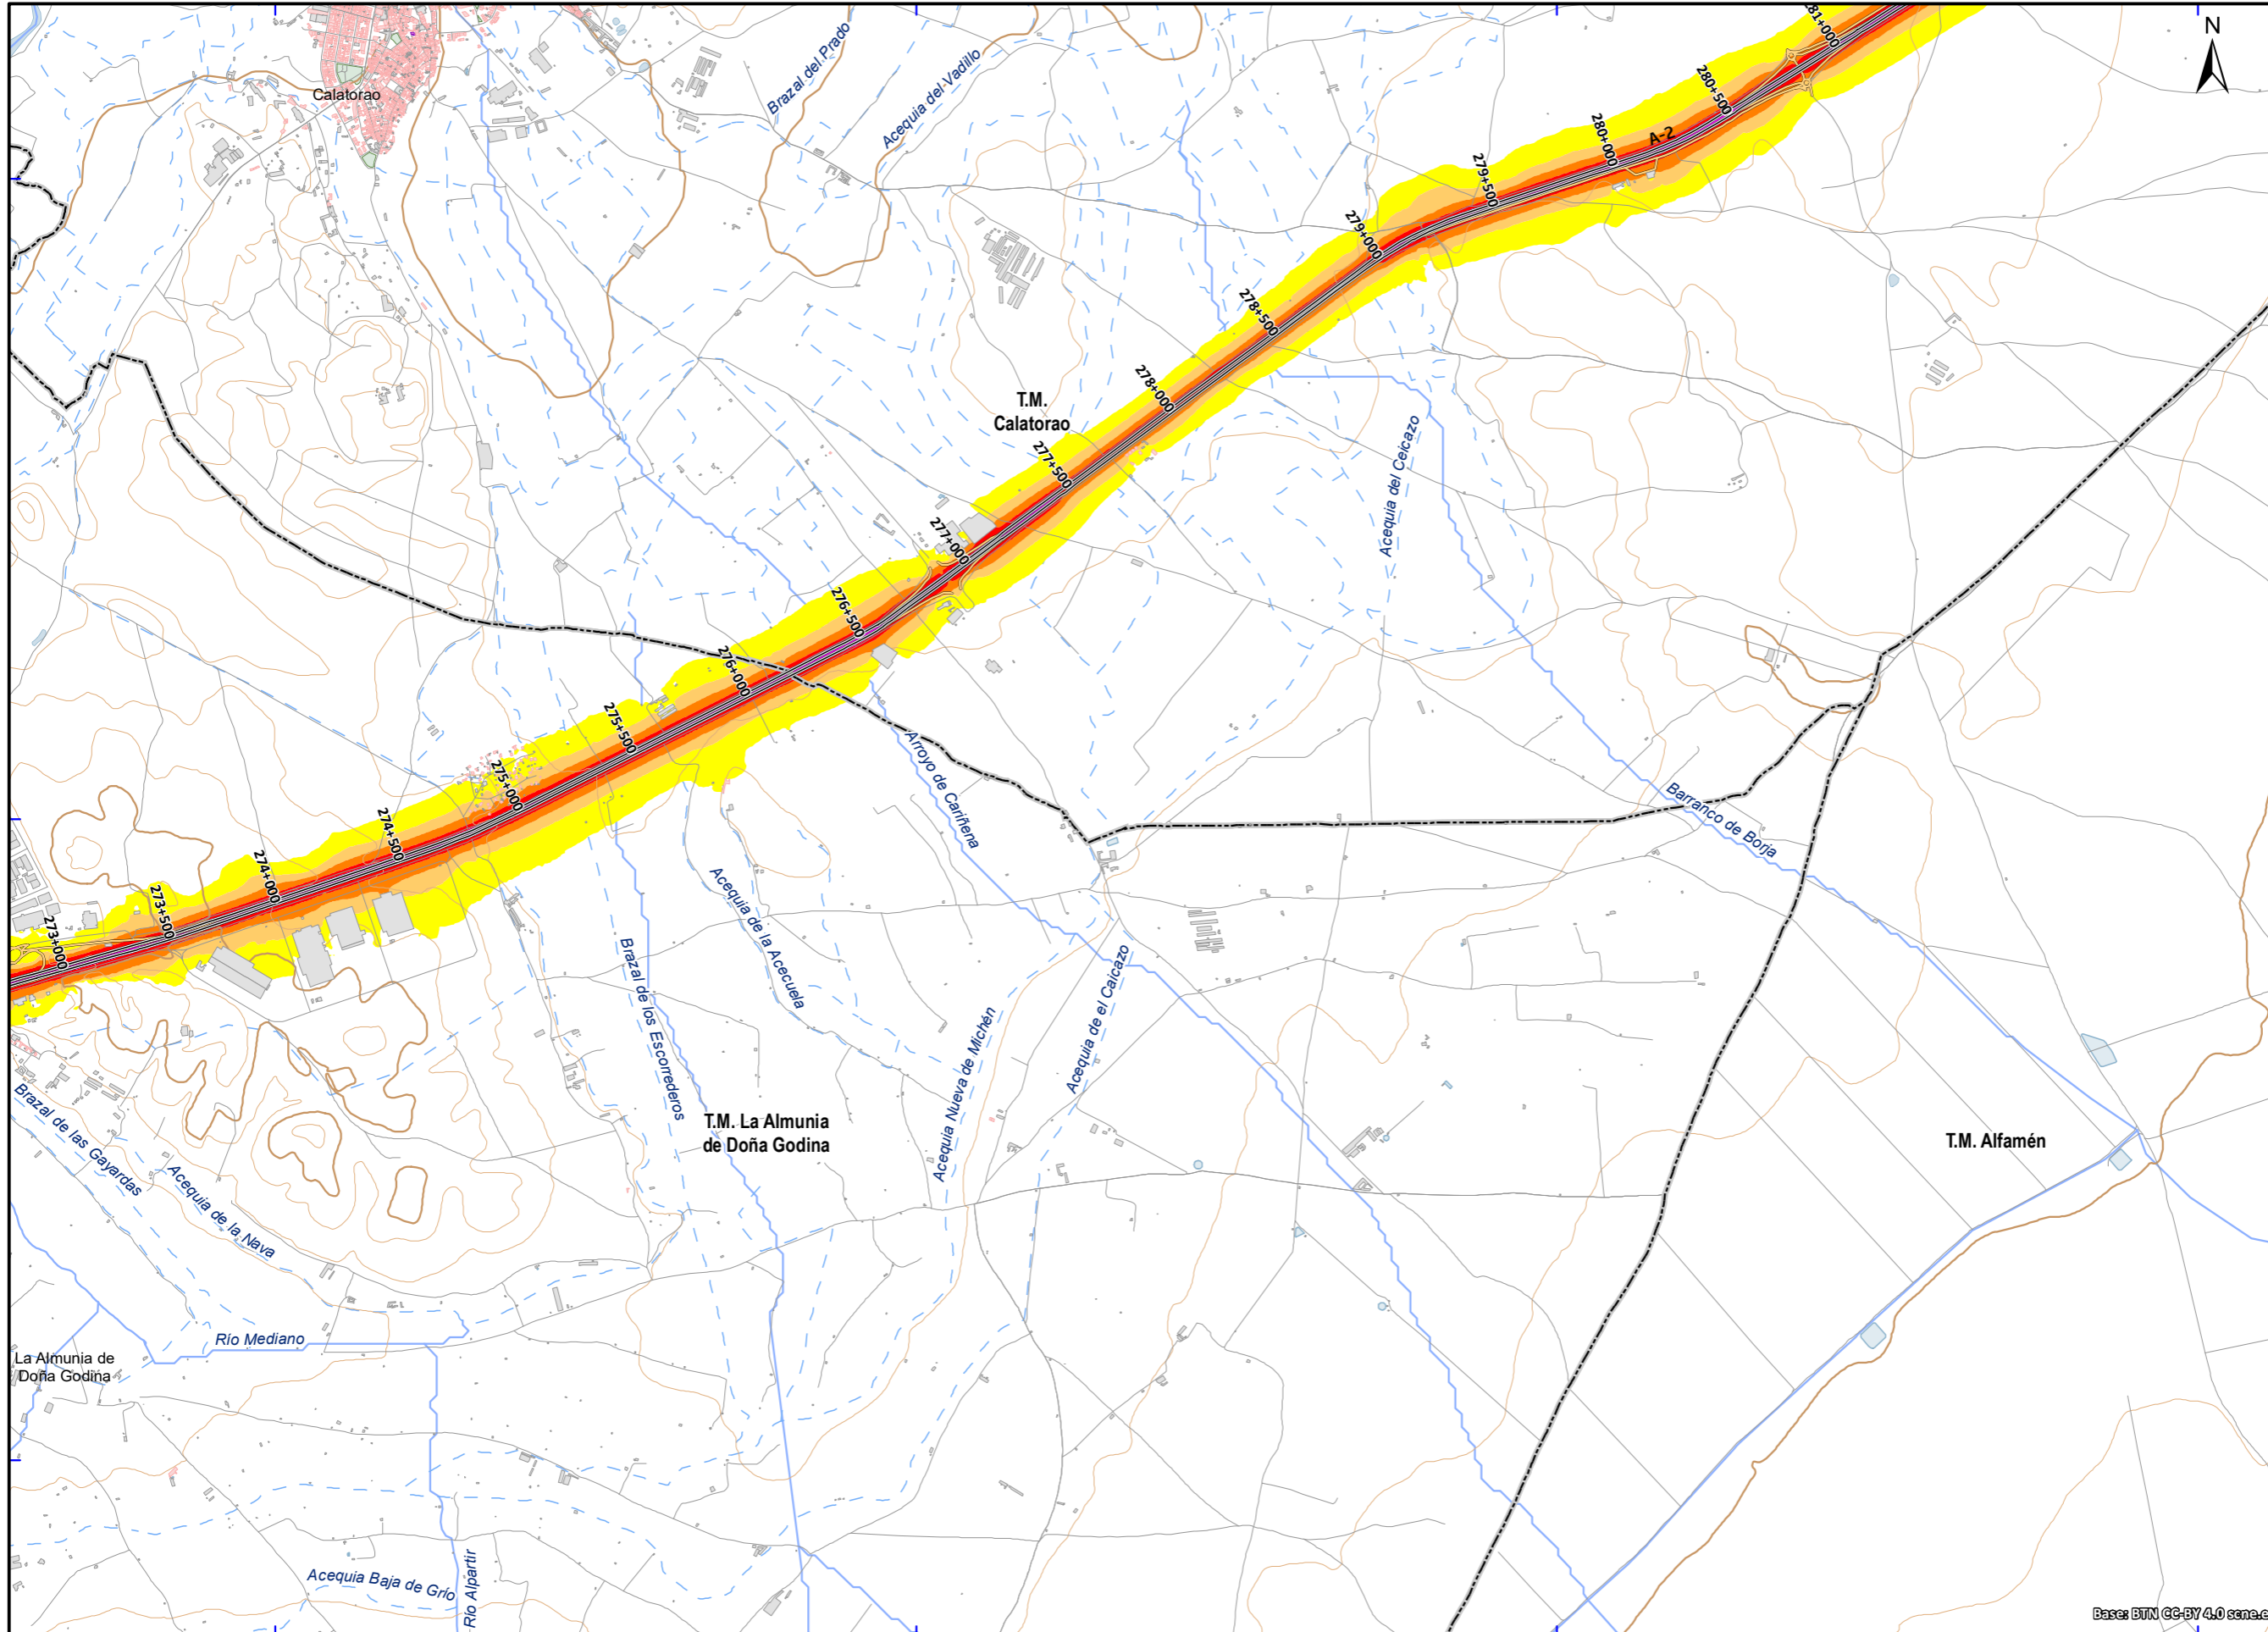 N
Calatorao
Brazal del Prado
Acequia del Vadillo
81+000
280+500
A-2
280+000
279+500
279+000
278+500
278+000
T.M.
Calatorao
277+500
Acequia del Ceicazo
277+000
276+500
276+000
275+500
275+000
274+500
274+000
273+500
273+000
Arroyo de Cariñena
Barranco de Borja
Acequia de la Acecuela
Brazal de los Escorrederos
Acequia Nueva de Michén
Acequia de el Caicazo
T.M. La Almunia
de Doña Godina
T.M. Alfamén
Brazal de las Gayardas
Acequia de la Nava
Río Mediano
La Almunia de
Doña Godina
Acequia Baja de Grío
Río Alpartir
Base: BTN CC-BY 4.0 scne.e